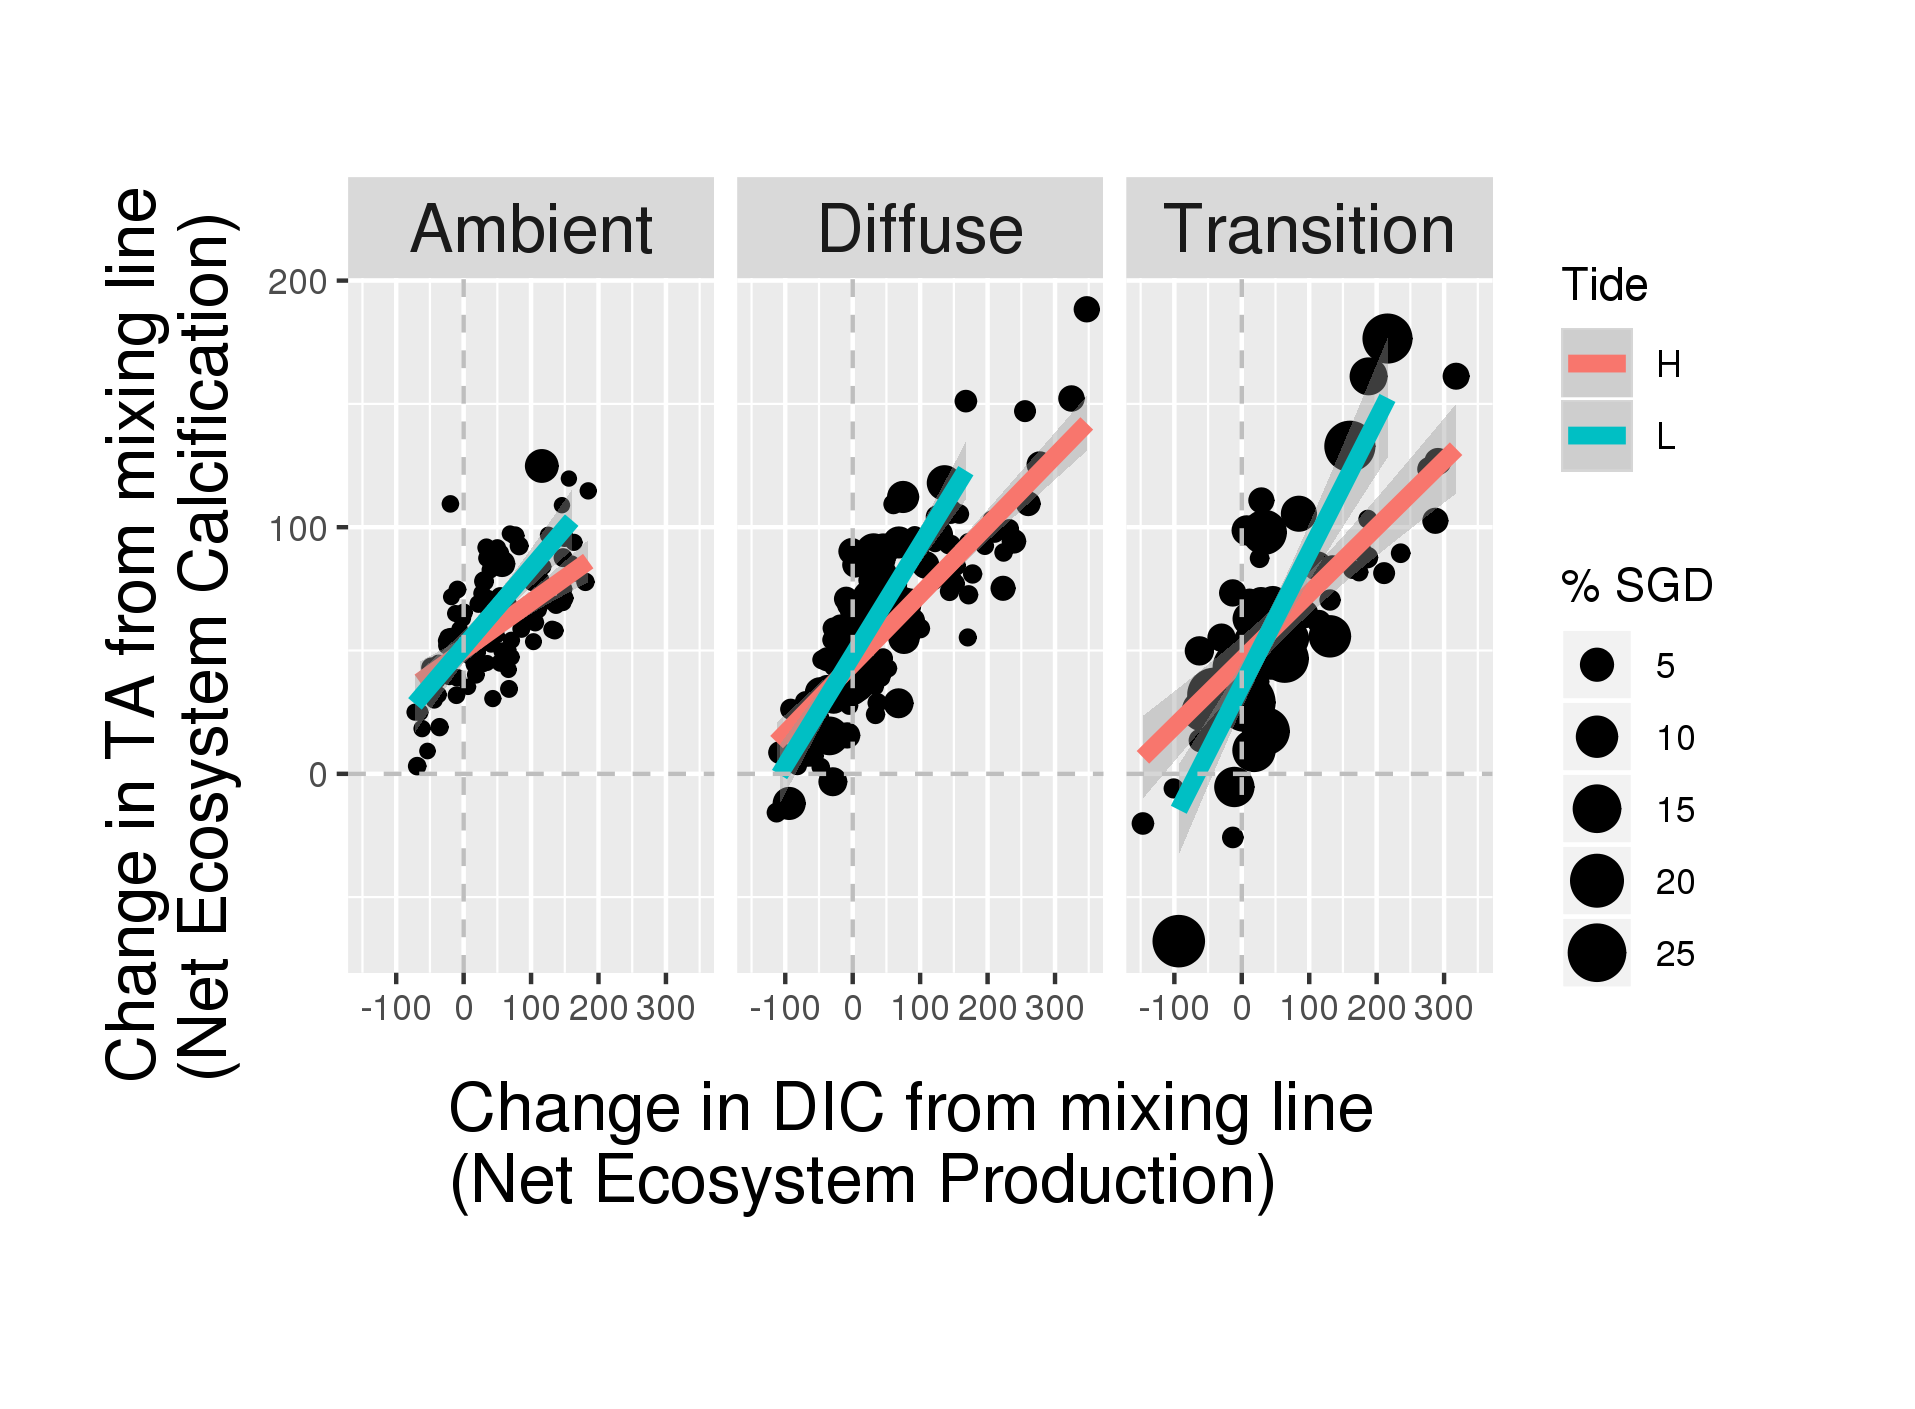 Ambient
Diffuse
Transition
Change in TA from mixing line
(Net Ecosystem Calcification)
200
100
0
-100 0 100 200 300
-100 0 100 200 300
-100 0 100 200 300
Change in DIC from mixing line
(Net Ecosystem Production)
Tide
H
L
% SGD
5
10
15
20
25